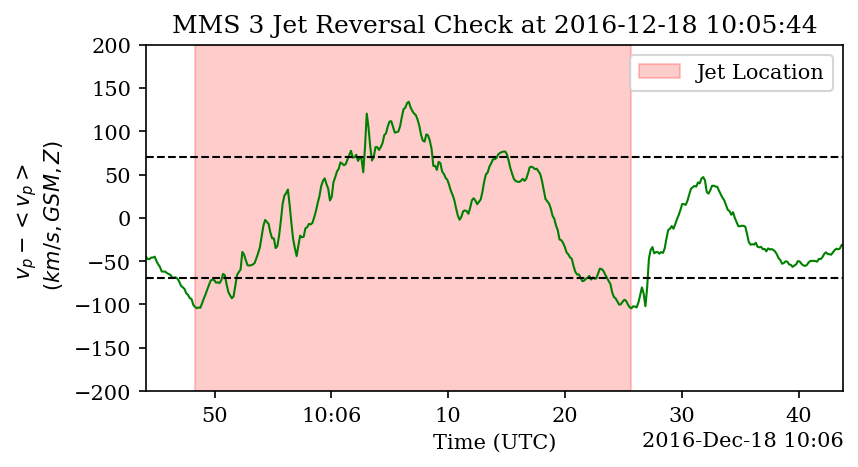 MMS 3 Jet Reversal Check at 2016-12-18 10:05:44
Jet Location
v_p − < v_p >
(km/s, GSM, Z)
200
150
100
50
0
−50
−100
−150
−200
50
10:06
10
20
30
40
Time (UTC)
2016-Dec-18 10:06